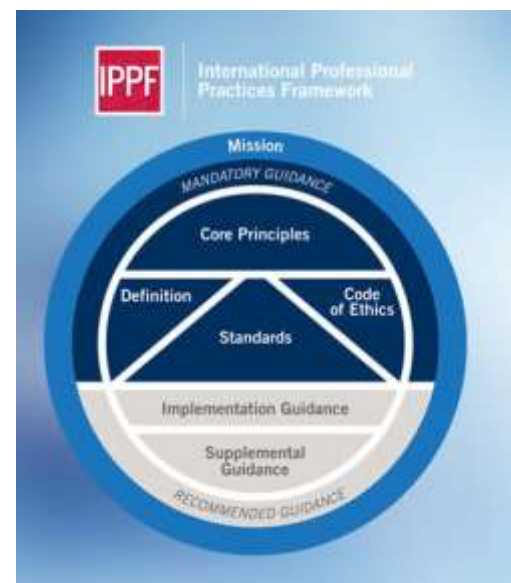 IPPF
International Professional
Practices Framework
Mission
MANDATORY GUIDANCE
Core Principles
Definition
Code
of Ethics
Standards
Implementation Guidance
Supplemental
Guidance
RECOMMENDED GUIDANCE